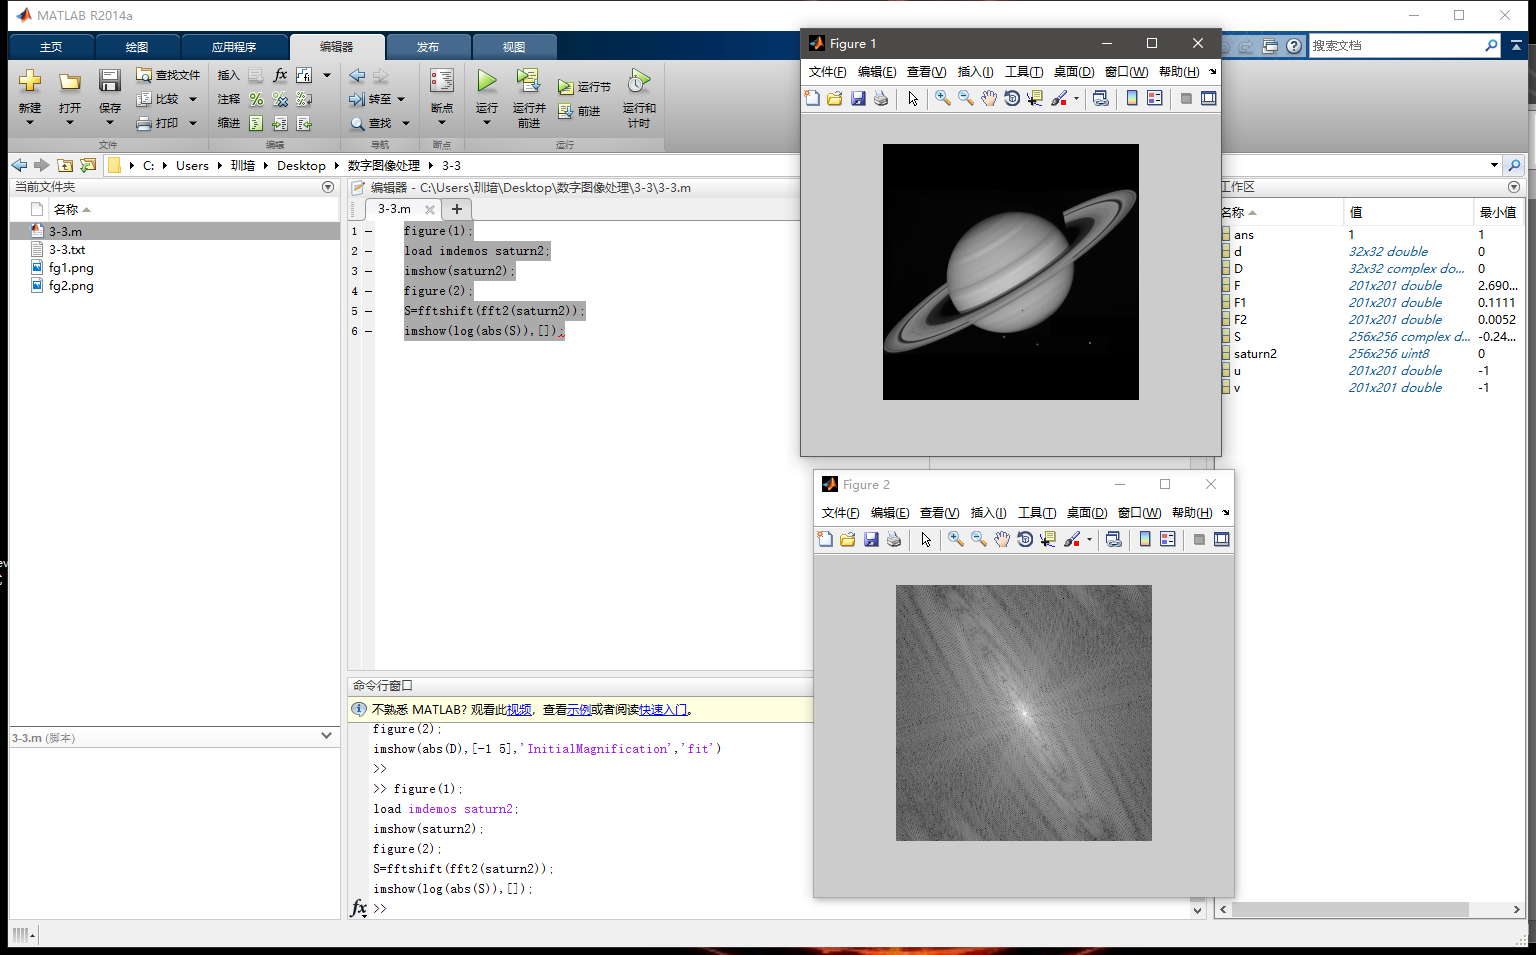 MATLAB R2014a
主页 绘图 应用程序 编辑器 发布 视图
搜索文档
新建 打开 保存 查找文件 比较 打印
插入 注释 缩进
fx
转至 查找
断点
运行 运行并前进 运行节 前进 运行和计时
文件 编辑 导航 断点 运行
C: Users 玥培 Desktop 数字图像处理 3-3
当前文件夹
名称
3-3.m
3-3.txt
fg1.png
fg2.png
3-3.m (脚本)
编辑器 - C:\Users\玥培\Desktop\数字图像处理\3-3\3-3.m
3-3.m
1 figure(1);
2 load imdemos saturn2;
3 imshow(saturn2);
4 figure(2);
5 S=fftshift(fft2(saturn2));
6 imshow(log(abs(S)),[]);
命令行窗口
不熟悉 MATLAB? 观看此视频, 查看示例或者阅读快速入门。
figure(2);
imshow(abs(D),[-1 5],'InitialMagnification','fit')
>>
>> figure(1);
load imdemos saturn2;
imshow(saturn2);
figure(2);
S=fftshift(fft2(saturn2));
imshow(log(abs(S)),[]);
fx >>
Figure 1
文件(F) 编辑(E) 查看(V) 插入(I) 工具(T) 桌面(D) 窗口(W) 帮助(H)
Figure 2
文件(F) 编辑(E) 查看(V) 插入(I) 工具(T) 桌面(D) 窗口(W) 帮助(H)
工作区
名称 值 最小值
ans 1 1
d 32x32 double 0
D 32x32 complex do... 0
F 201x201 double 2.690...
F1 201x201 double 0.1111
F2 201x201 double 0.0052
S 256x256 complex d... -0.24...
saturn2 256x256 uint8 0
u 201x201 double -1
v 201x201 double -1